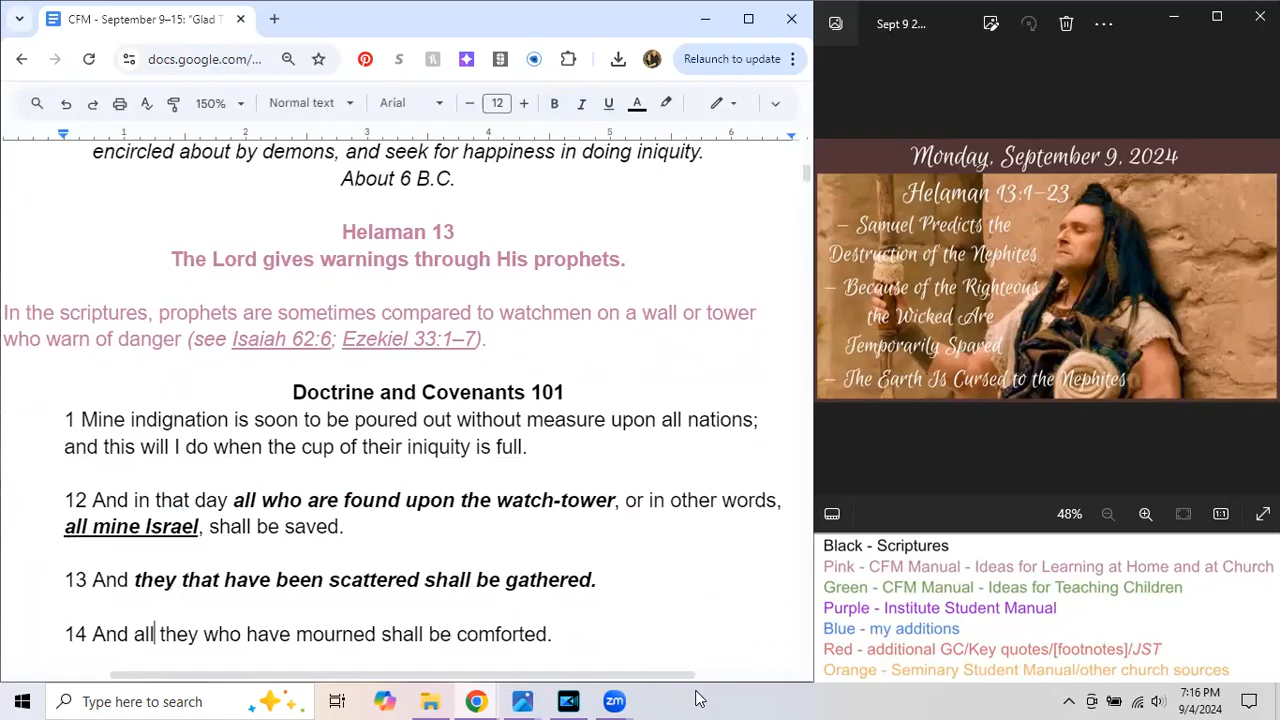 CFM - September 9–15: “Glad T
Sept 9 2...
docs.google.com/...
Relaunch to update
150%
Normal text
Arial
12
B
I
U
A
1
2
3
4
5
6
encircled about by demons, and seek for happiness in doing iniquity.
About 6 B.C.
Helaman 13
The Lord gives warnings through His prophets.
In the scriptures, prophets are sometimes compared to watchmen on a wall or tower
who warn of danger (see Isaiah 62:6; Ezekiel 33:1–7).
Doctrine and Covenants 101
1 Mine indignation is soon to be poured out without measure upon all nations;
and this will I do when the cup of their iniquity is full.
12 And in that day all who are found upon the watch-tower, or in other words,
all mine Israel, shall be saved.
13 And they that have been scattered shall be gathered.
14 And all they who have mourned shall be comforted.
Monday, September 9, 2024
Helaman 13:1–23
– Samuel Predicts the
Destruction of the Nephites
– Because of the Righteous
the Wicked Are
Temporarily Spared
– The Earth Is Cursed to the Nephites
48%
1:1
Black - Scriptures
Pink - CFM Manual - Ideas for Learning at Home and at Church
Green - CFM Manual - Ideas for Teaching Children
Purple - Institute Student Manual
Blue - my additions
Red - additional GC/Key quotes/[footnotes]/JST
Orange - Seminary Student Manual/other church sources
Type here to search
zm
7:16 PM
9/4/2024